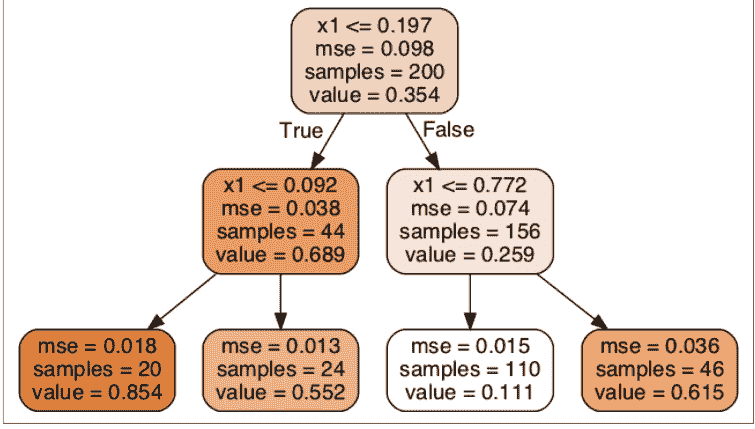 x1 <= 0.197
mse = 0.098
samples = 200
value = 0.354
True
False
x1 <= 0.092
mse = 0.038
samples = 44
value = 0.689
x1 <= 0.772
mse = 0.074
samples = 156
value = 0.259
mse = 0.018
samples = 20
value = 0.854
mse = 0.013
samples = 24
value = 0.552
mse = 0.015
samples = 110
value = 0.111
mse = 0.036
samples = 46
value = 0.615